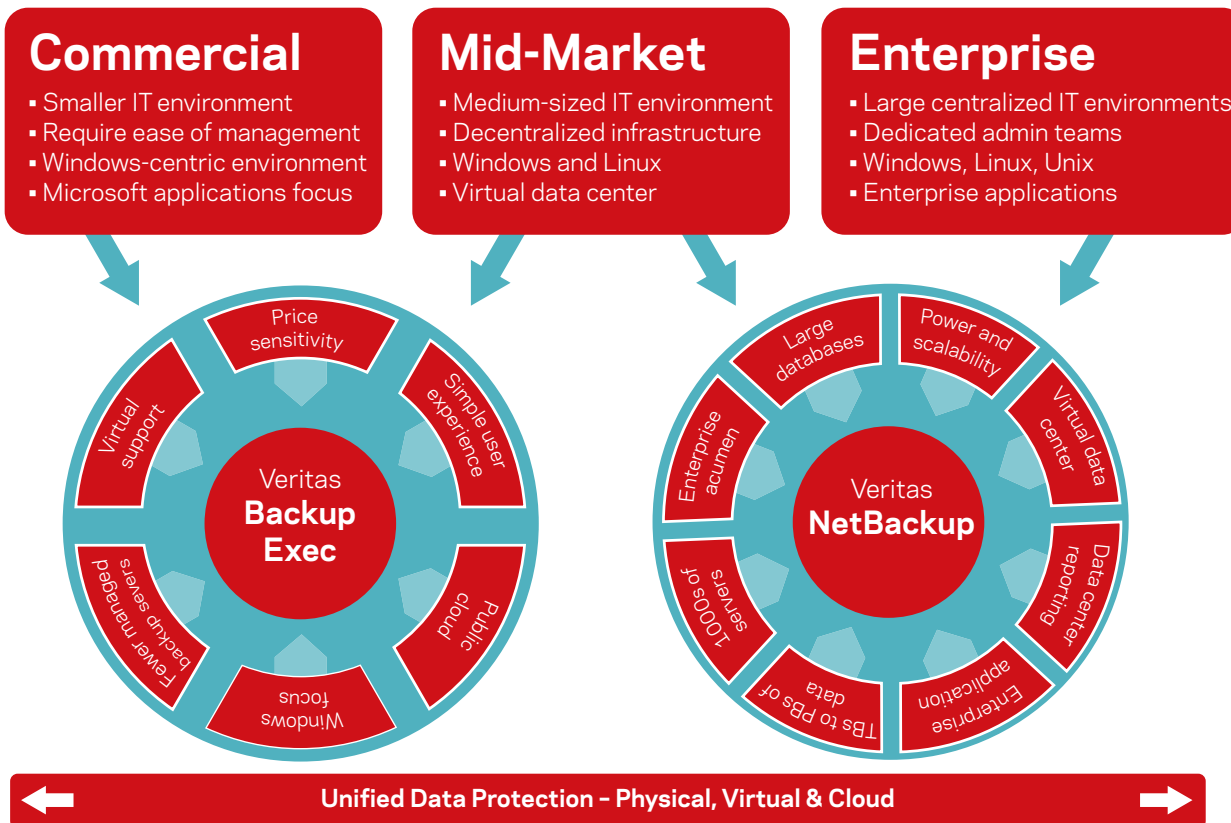 Commercial
▪ Smaller IT environment
▪ Require ease of management
▪ Windows-centric environment
▪ Microsoft applications focus
Mid-Market
▪ Medium-sized IT environment
▪ Decentralized infrastructure
▪ Windows and Linux
▪ Virtual data center
Enterprise
▪ Large centralized IT environments
▪ Dedicated admin teams
▪ Windows, Linux, Unix
▪ Enterprise applications
Price
sensitivity
Simple user
experience
Public
cloud
Windows
focus
Fewer managed
backup severs
Virtual
support
Veritas
Backup
Exec
Large
databases
Power and
scalability
Virtual data
center
Data center
reporting
Enterprise
application
TBs to PBs of
data
1,000s of
servers
Enterprise
acumen
Veritas
NetBackup
Unified Data Protection – Physical, Virtual & Cloud